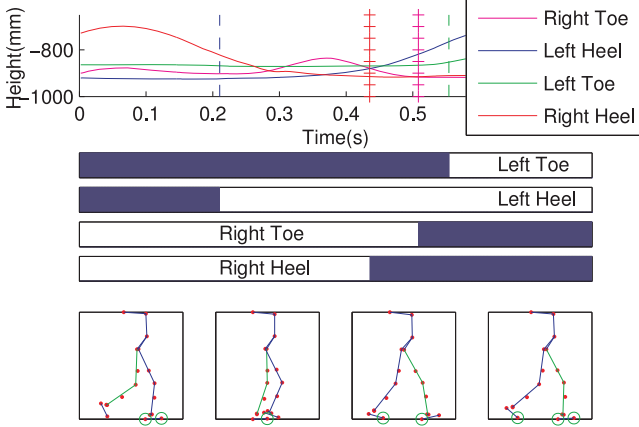 Right Toe
Left Heel
Left Toe
Right Heel
Height(mm)
−800
−1000
0 0.1 0.2 0.3 0.4 0.5
Time(s)
Left Toe
Left Heel
Right Toe
Right Heel